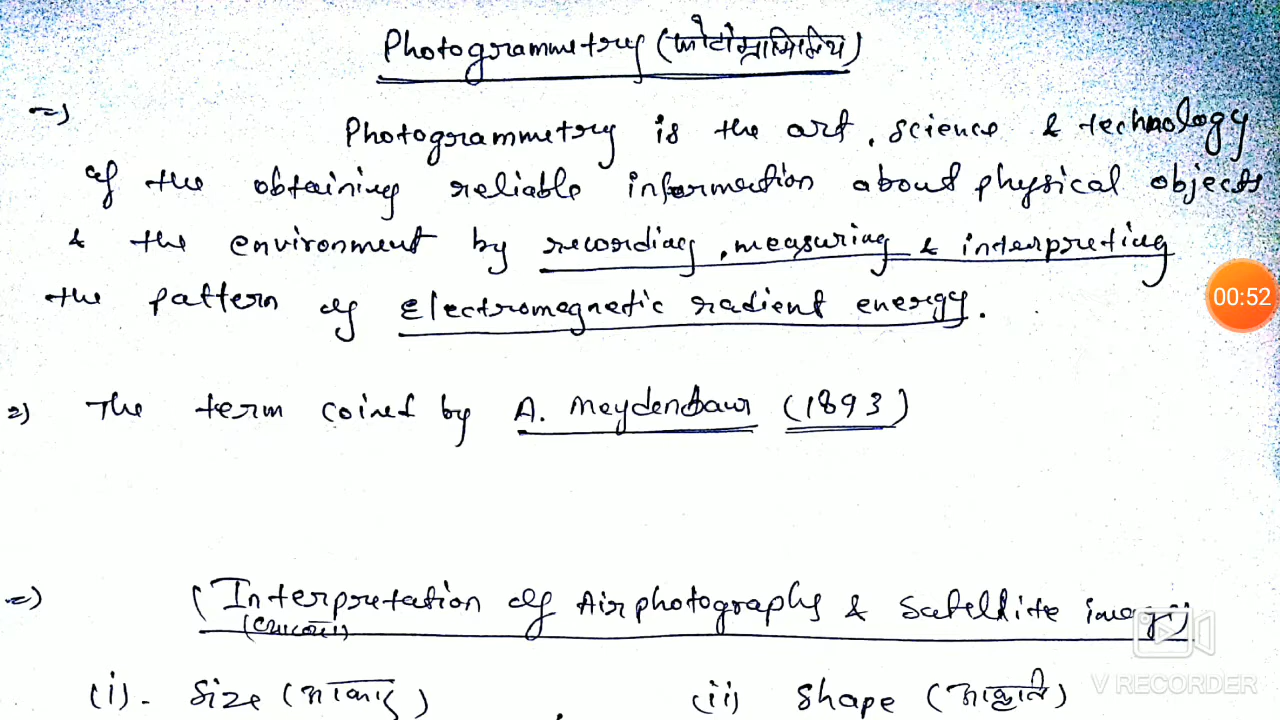 Photogrammetry (फोटोग्रामिति)
=) Photogrammetry is the art, science & technology
of the obtaining reliable information about physical objects
& the environment by recording, measuring & interpreting
the pattern of Electromagnetic radient energy.
00:52
2) The term coined by A. Meydenbaur (1893)
=) (Interpretation of Airphotographs & Satellite
(i). Size (आकार) (ii) Shape (आकृति)
V RECORDER